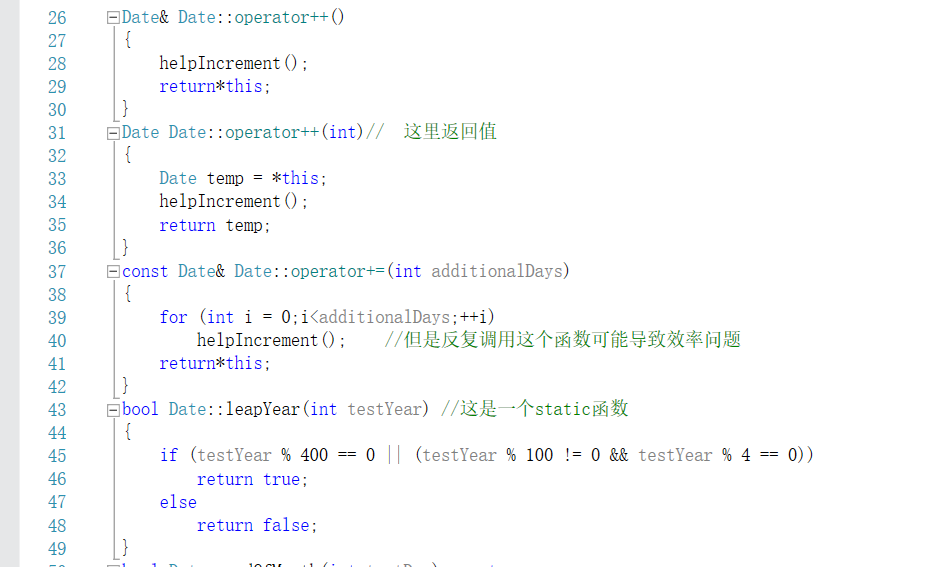 26 Date& Date::operator++()
27 {
28 helpIncrement();
29 return*this;
30 }
31 Date Date::operator++(int)// 这里返回值
32 {
33 Date temp = *this;
34 helpIncrement();
35 return temp;
36 }
37 const Date& Date::operator+=(int additionalDays)
38 {
39 for (int i = 0;i<additionalDays;++i)
40 helpIncrement(); //但是反复调用这个函数可能导致效率问题
41 return*this;
42 }
43 bool Date::leapYear(int testYear) //这是一个static函数
44 {
45 if (testYear % 400 == 0 || (testYear % 100 != 0 && testYear % 4 == 0))
46 return true;
47 else
48 return false;
49 }